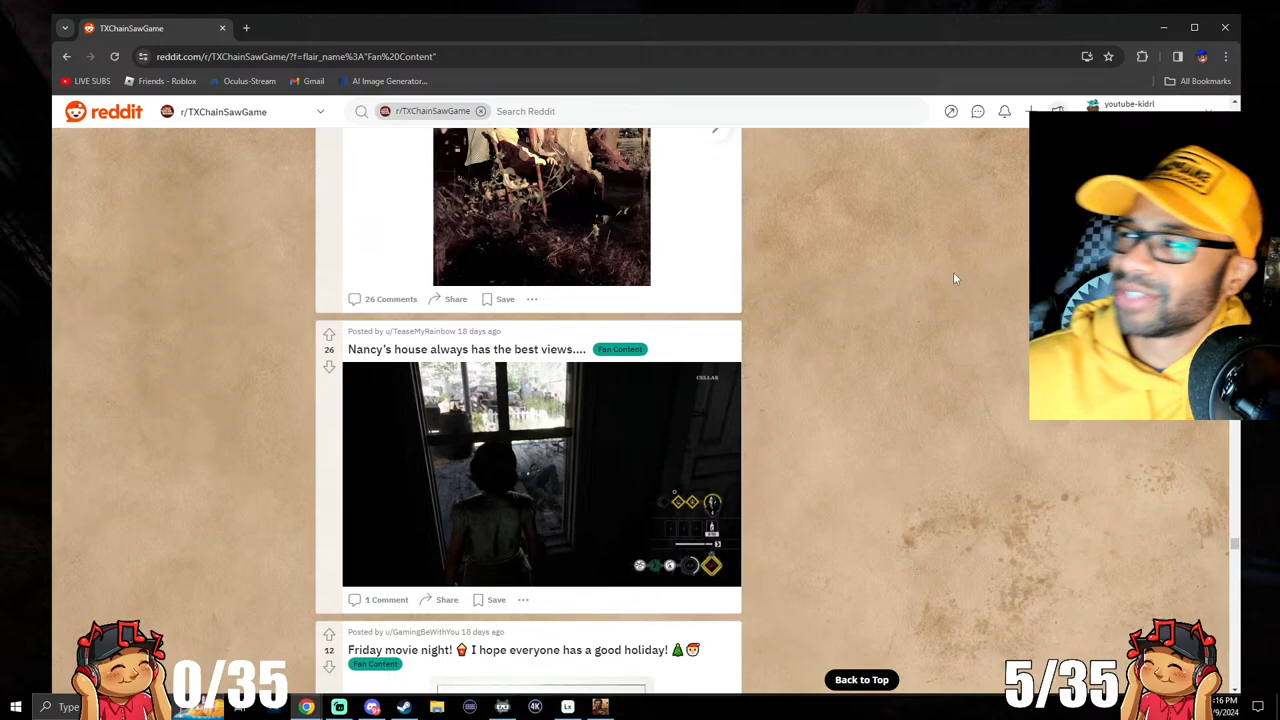 TXChainSawGame
reddit.com/r/TXChainSawGame/?f=flair_name%3A"Fan%20Content"
LIVE SUBS
Friends - Roblox
Oculus-Stream
Gmail
AI Image Generator...
All Bookmarks
reddit
r/TXChainSawGame
r/TXChainSawGame
Search Reddit
youtube-kidrl
26 Comments
Share
Save
Posted by u/TeaseMyRainbow 18 days ago
26
Nancy’s house always has the best views....
Fan Content
CELLAR
1 Comment
Share
Save
Posted by u/GamingBeWithYou 18 days ago
12
Friday movie night! 🍿 I hope everyone has a good holiday! 🎄🎅
Fan Content
Back to Top
0/35
5/35
Type
:16 PM
/9/2024